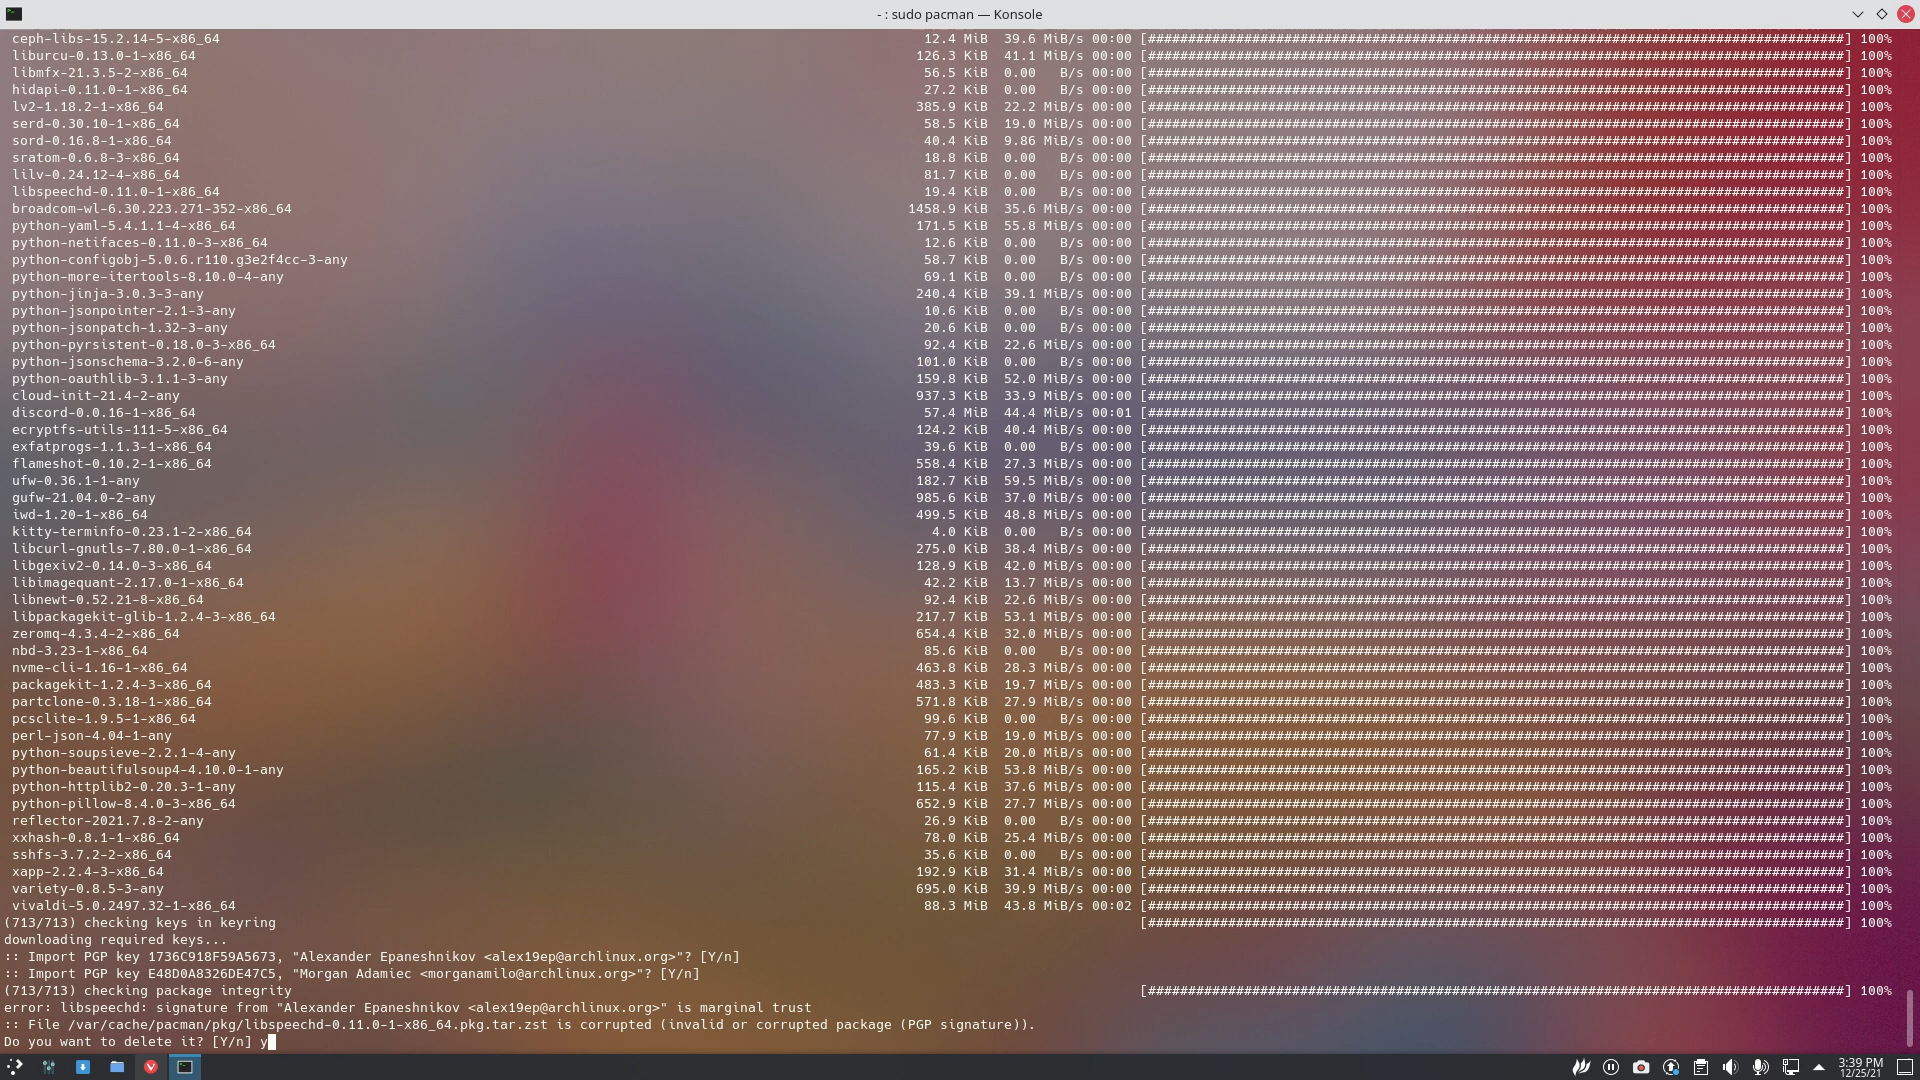 - : sudo pacman — Konsole
ceph-libs-15.2.14-5-x86_64 12.4 MiB 39.6 MiB/s 00:00 [#######################################################################################] 100%
liburcu-0.13.0-1-x86_64 126.3 KiB 41.1 MiB/s 00:00 [#######################################################################################] 100%
libmfx-21.3.5-2-x86_64 56.5 KiB 0.00 B/s 00:00 [#######################################################################################] 100%
hidapi-0.11.0-1-x86_64 27.2 KiB 0.00 B/s 00:00 [#######################################################################################] 100%
lv2-1.18.2-1-x86_64 385.9 KiB 22.2 MiB/s 00:00 [#######################################################################################] 100%
serd-0.30.10-1-x86_64 58.5 KiB 19.0 MiB/s 00:00 [#######################################################################################] 100%
sord-0.16.8-1-x86_64 40.4 KiB 9.86 MiB/s 00:00 [#######################################################################################] 100%
sratom-0.6.8-3-x86_64 18.8 KiB 0.00 B/s 00:00 [#######################################################################################] 100%
lilv-0.24.12-4-x86_64 81.7 KiB 0.00 B/s 00:00 [#######################################################################################] 100%
libspeechd-0.11.0-1-x86_64 19.4 KiB 0.00 B/s 00:00 [#######################################################################################] 100%
broadcom-wl-6.30.223.271-352-x86_64 1458.9 KiB 35.6 MiB/s 00:00 [#######################################################################################] 100%
python-yaml-5.4.1.1-4-x86_64 171.5 KiB 55.8 MiB/s 00:00 [#######################################################################################] 100%
python-netifaces-0.11.0-3-x86_64 12.6 KiB 0.00 B/s 00:00 [#######################################################################################] 100%
python-configobj-5.0.6.r110.g3e2f4cc-3-any 58.7 KiB 0.00 B/s 00:00 [#######################################################################################] 100%
python-more-itertools-8.10.0-4-any 69.1 KiB 0.00 B/s 00:00 [#######################################################################################] 100%
python-jinja-3.0.3-3-any 240.4 KiB 39.1 MiB/s 00:00 [#######################################################################################] 100%
python-jsonpointer-2.1-3-any 10.6 KiB 0.00 B/s 00:00 [#######################################################################################] 100%
python-jsonpatch-1.32-3-any 20.6 KiB 0.00 B/s 00:00 [#######################################################################################] 100%
python-pyrsistent-0.18.0-3-x86_64 92.4 KiB 22.6 MiB/s 00:00 [#######################################################################################] 100%
python-jsonschema-3.2.0-6-any 101.0 KiB 0.00 B/s 00:00 [#######################################################################################] 100%
python-oauthlib-3.1.1-3-any 159.8 KiB 52.0 MiB/s 00:00 [#######################################################################################] 100%
cloud-init-21.4-2-any 937.3 KiB 33.9 MiB/s 00:00 [#######################################################################################] 100%
discord-0.0.16-1-x86_64 57.4 MiB 44.4 MiB/s 00:01 [#######################################################################################] 100%
ecryptfs-utils-111-5-x86_64 124.2 KiB 40.4 MiB/s 00:00 [#######################################################################################] 100%
exfatprogs-1.1.3-1-x86_64 39.6 KiB 0.00 B/s 00:00 [#######################################################################################] 100%
flameshot-0.10.2-1-x86_64 558.4 KiB 27.3 MiB/s 00:00 [#######################################################################################] 100%
ufw-0.36.1-1-any 182.7 KiB 59.5 MiB/s 00:00 [#######################################################################################] 100%
gufw-21.04.0-2-any 985.6 KiB 37.0 MiB/s 00:00 [#######################################################################################] 100%
iwd-1.20-1-x86_64 499.5 KiB 48.8 MiB/s 00:00 [#######################################################################################] 100%
kitty-terminfo-0.23.1-2-x86_64 4.0 KiB 0.00 B/s 00:00 [#######################################################################################] 100%
libcurl-gnutls-7.80.0-1-x86_64 275.0 KiB 38.4 MiB/s 00:00 [#######################################################################################] 100%
libgexiv2-0.14.0-3-x86_64 128.9 KiB 42.0 MiB/s 00:00 [#######################################################################################] 100%
libimagequant-2.17.0-1-x86_64 42.2 KiB 13.7 MiB/s 00:00 [#######################################################################################] 100%
libnewt-0.52.21-8-x86_64 92.4 KiB 22.6 MiB/s 00:00 [#######################################################################################] 100%
libpackagekit-glib-1.2.4-3-x86_64 217.7 KiB 53.1 MiB/s 00:00 [#######################################################################################] 100%
zeromq-4.3.4-2-x86_64 654.4 KiB 32.0 MiB/s 00:00 [#######################################################################################] 100%
nbd-3.23-1-x86_64 85.6 KiB 0.00 B/s 00:00 [#######################################################################################] 100%
nvme-cli-1.16-1-x86_64 463.8 KiB 28.3 MiB/s 00:00 [#######################################################################################] 100%
packagekit-1.2.4-3-x86_64 483.3 KiB 19.7 MiB/s 00:00 [#######################################################################################] 100%
partclone-0.3.18-1-x86_64 571.8 KiB 27.9 MiB/s 00:00 [#######################################################################################] 100%
pcsclite-1.9.5-1-x86_64 99.6 KiB 0.00 B/s 00:00 [#######################################################################################] 100%
perl-json-4.04-1-any 77.9 KiB 19.0 MiB/s 00:00 [#######################################################################################] 100%
python-soupsieve-2.2.1-4-any 61.4 KiB 20.0 MiB/s 00:00 [#######################################################################################] 100%
python-beautifulsoup4-4.10.0-1-any 165.2 KiB 53.8 MiB/s 00:00 [#######################################################################################] 100%
python-httplib2-0.20.3-1-any 115.4 KiB 37.6 MiB/s 00:00 [#######################################################################################] 100%
python-pillow-8.4.0-3-x86_64 652.9 KiB 27.7 MiB/s 00:00 [#######################################################################################] 100%
reflector-2021.7.8-2-any 26.9 KiB 0.00 B/s 00:00 [#######################################################################################] 100%
xxhash-0.8.1-1-x86_64 78.0 KiB 25.4 MiB/s 00:00 [#######################################################################################] 100%
sshfs-3.7.2-2-x86_64 35.6 KiB 0.00 B/s 00:00 [#######################################################################################] 100%
xapp-2.2.4-3-x86_64 192.9 KiB 31.4 MiB/s 00:00 [#######################################################################################] 100%
variety-0.8.5-3-any 695.0 KiB 39.9 MiB/s 00:00 [#######################################################################################] 100%
vivaldi-5.0.2497.32-1-x86_64 88.3 MiB 43.8 MiB/s 00:02 [#######################################################################################] 100%
(713/713) checking keys in keyring [#######################################################################################] 100%
downloading required keys...
:: Import PGP key 1736C918F59A5673, "Alexander Epaneshnikov <alex19ep@archlinux.org>"? [Y/n]
:: Import PGP key E48D0A8326DE47C5, "Morgan Adamiec <morganamilo@archlinux.org>"? [Y/n]
(713/713) checking package integrity [#######################################################################################] 100%
error: libspeechd: signature from "Alexander Epaneshnikov <alex19ep@archlinux.org>" is marginal trust
:: File /var/cache/pacman/pkg/libspeechd-0.11.0-1-x86_64.pkg.tar.zst is corrupted (invalid or corrupted package (PGP signature)).
Do you want to delete it? [Y/n] y
3:39 PM
12/25/21